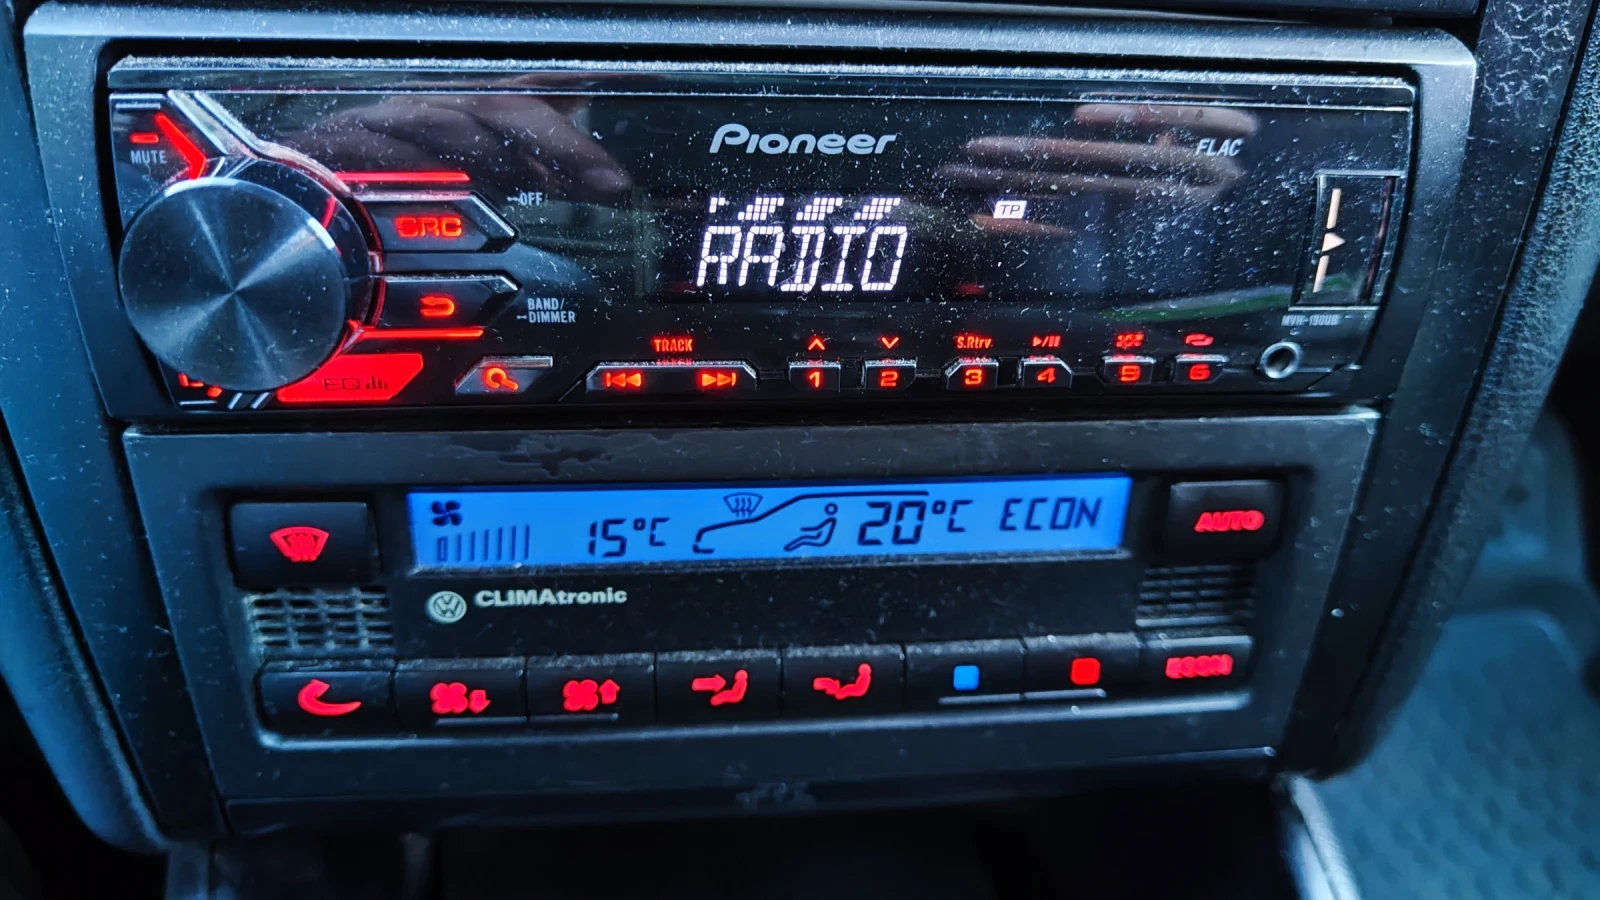 Pioneer
FLAC
MUTE
OFF
SRC
TP
RADIO
BAND/
DIMMER
MVH-190UB
TRACK
S.Rtrv
EQ
1 2 3 4 5 6
15°C 20°C ECON
AUTO
CLIMAtronic
ECON